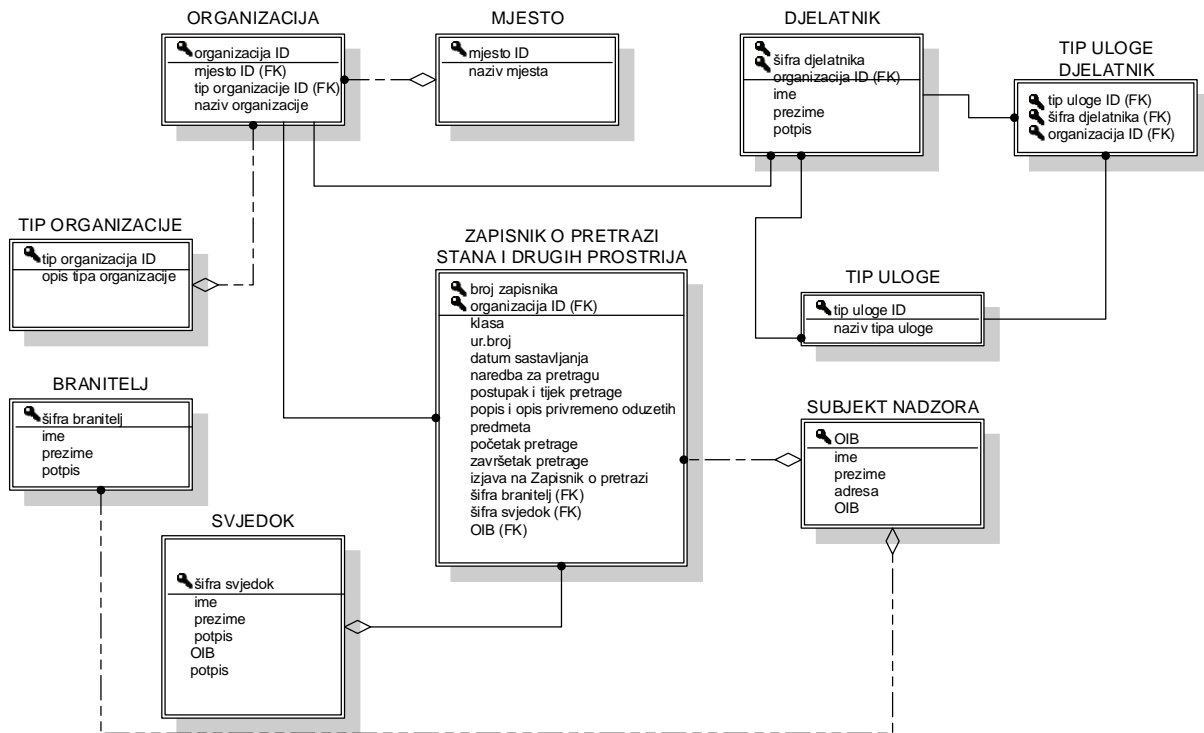 ORGANIZACIJA
organizacija ID
mjesto ID (FK)
tip organizacije ID (FK)
naziv organizacije
MJESTO
mjesto ID
naziv mjesta
DJELATNIK
šifra djelatnika
organizacija ID (FK)
ime
prezime
potpis
TIP ULOGE
DJELATNIK
tip uloge ID (FK)
šifra djelatnika (FK)
organizacija ID (FK)
TIP ORGANIZACIJE
tip organizacija ID
opis tipa organizacije
ZAPISNIK O PRETRAZI
STANA I DRUGIH PROSTRIJA
broj zapisnika
organizacija ID (FK)
klasa
ur.broj
datum sastavljanja
naredba za pretragu
postupak i tijek pretrage
popis i opis privremeno oduzetih
predmeta
početak pretrage
završetak pretrage
izjava na Zapisnik o pretrazi
šifra branitelj (FK)
šifra svjedok (FK)
OIB (FK)
TIP ULOGE
tip uloge ID
naziv tipa uloge
BRANITELJ
šifra branitelj
ime
prezime
potpis
SUBJEKT NADZORA
OIB
ime
prezime
adresa
OIB
SVJEDOK
šifra svjedok
ime
prezime
potpis
OIB
potpis